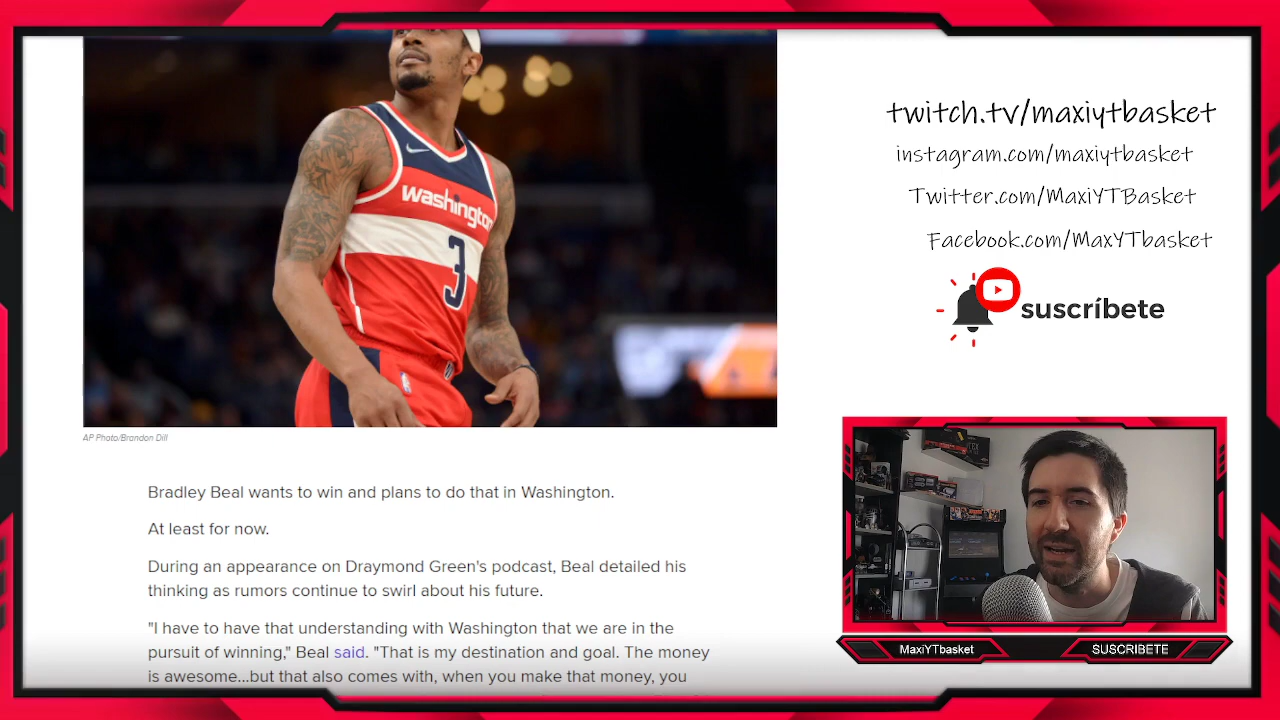 washington
3
AP Photo/Brandon Dill
Bradley Beal wants to win and plans to do that in Washington.
At least for now.
During an appearance on Draymond Green's podcast, Beal detailed his
thinking as rumors continue to swirl about his future.
"I have to have that understanding with Washington that we are in the
pursuit of winning," Beal said. "That is my destination and goal. The money
is awesome...but that also comes with, when you make that money, you
twitch.tv/maxiytbasket
instagram.com/maxiytbasket
Twitter.com/MaxiYTBasket
Facebook.com/MaxYTbasket
suscríbete
MaxiYTbasket
SUSCRIBETE